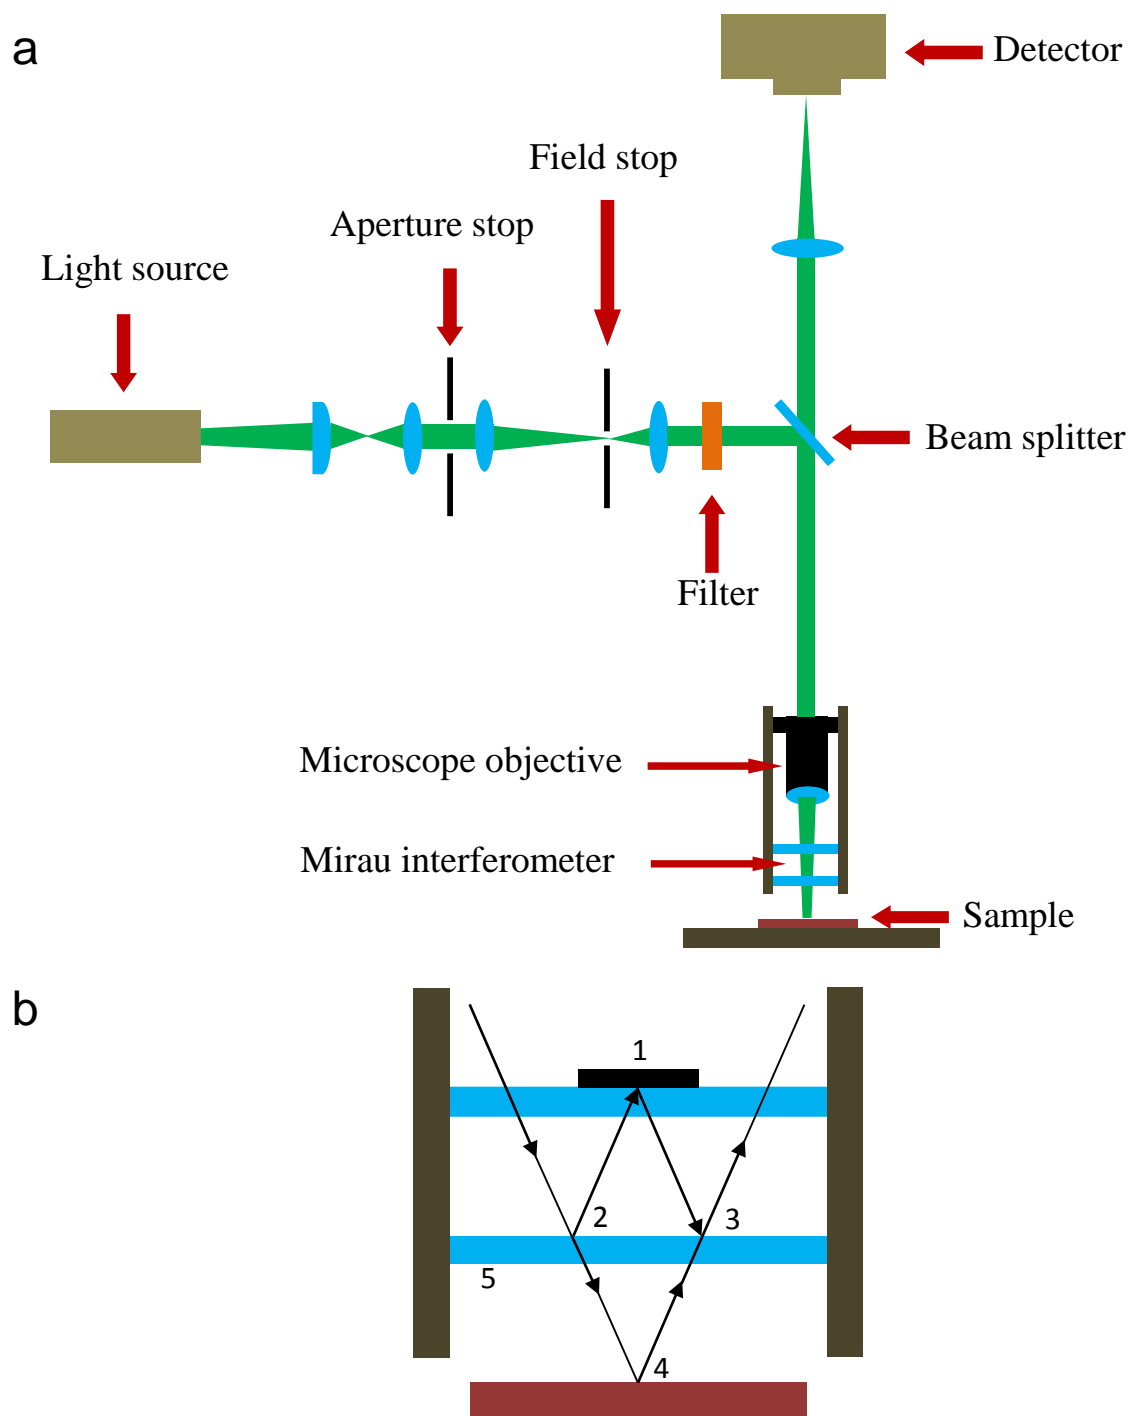 a
Detector
Field stop
Aperture stop
Light source
Beam splitter
Filter
Microscope objective
Mirau interferometer
Sample
b
1
2
3
5
4